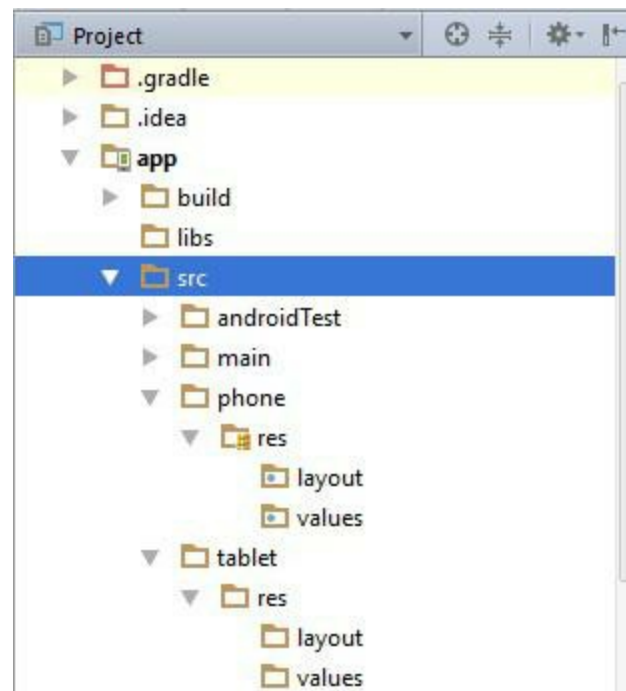 Project
.gradle
.idea
app
build
libs
src
androidTest
main
phone
res
layout
values
tablet
res
layout
values